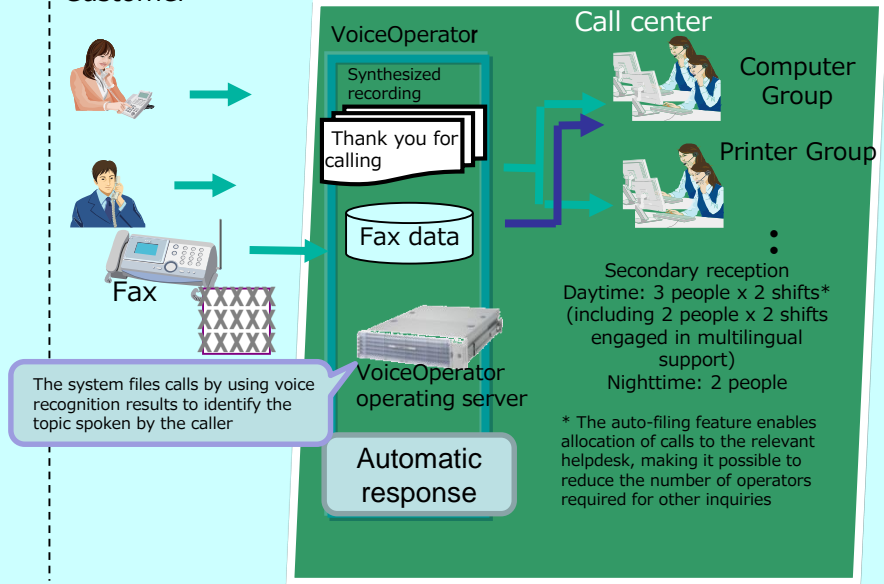 Customer
VoiceOperator
Call center
Synthesized
recording
Thank you for
calling
Computer
Group
Printer Group
Fax data
Fax
XXXX
XXXX
XXXX
The system files calls by using voice
recognition results to identify the
topic spoken by the caller
VoiceOperator
operating server
Automatic
response
:
Secondary reception
Daytime: 3 people x 2 shifts*
(including 2 people x 2 shifts
engaged in multilingual
support)
Nighttime: 2 people
* The auto-filing feature enables
allocation of calls to the relevant
helpdesk, making it possible to
reduce the number of operators
required for other inquiries